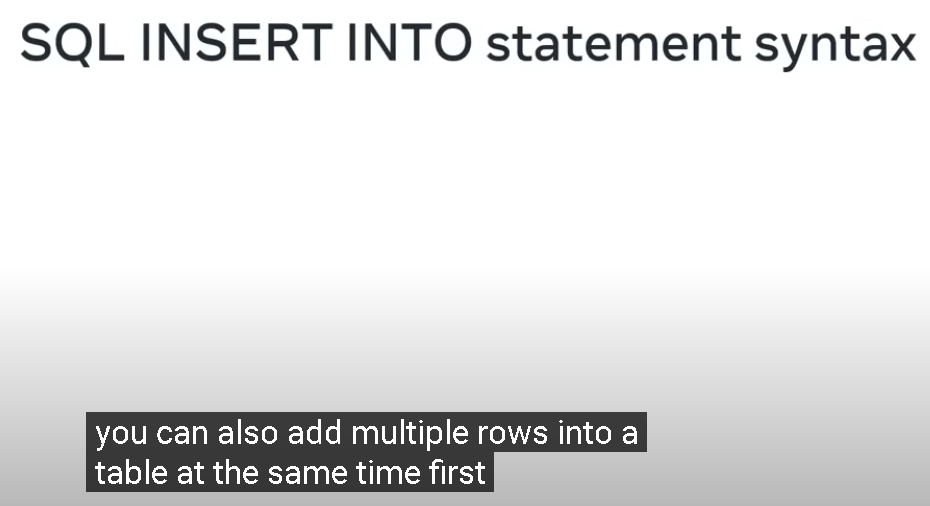 SQL INSERT INTO statement syntax
you can also add multiple rows into a
table at the same time first